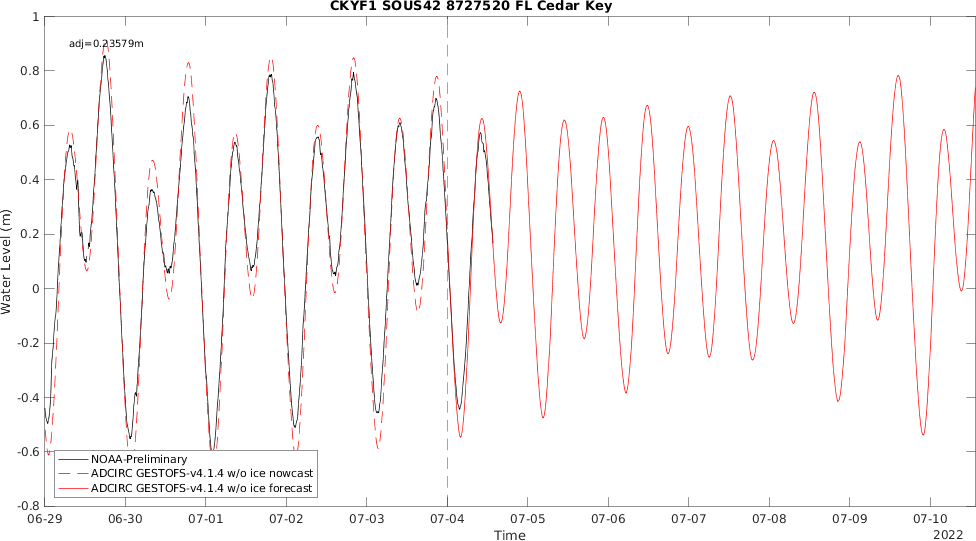 CKYF1 SOUS42 8727520 FL Cedar Key
adj=0.23579m
1
0.8
0.6
0.4
0.2
0
-0.2
-0.4
-0.6
-0.8
Water Level (m)
NOAA-Preliminary
ADCIRC GESTOFS-v4.1.4 w/o ice nowcast
ADCIRC GESTOFS-v4.1.4 w/o ice forecast
06-29 06-30 07-01 07-02 07-03 07-04 07-05 07-06 07-07 07-08 07-09 07-10
Time
2022